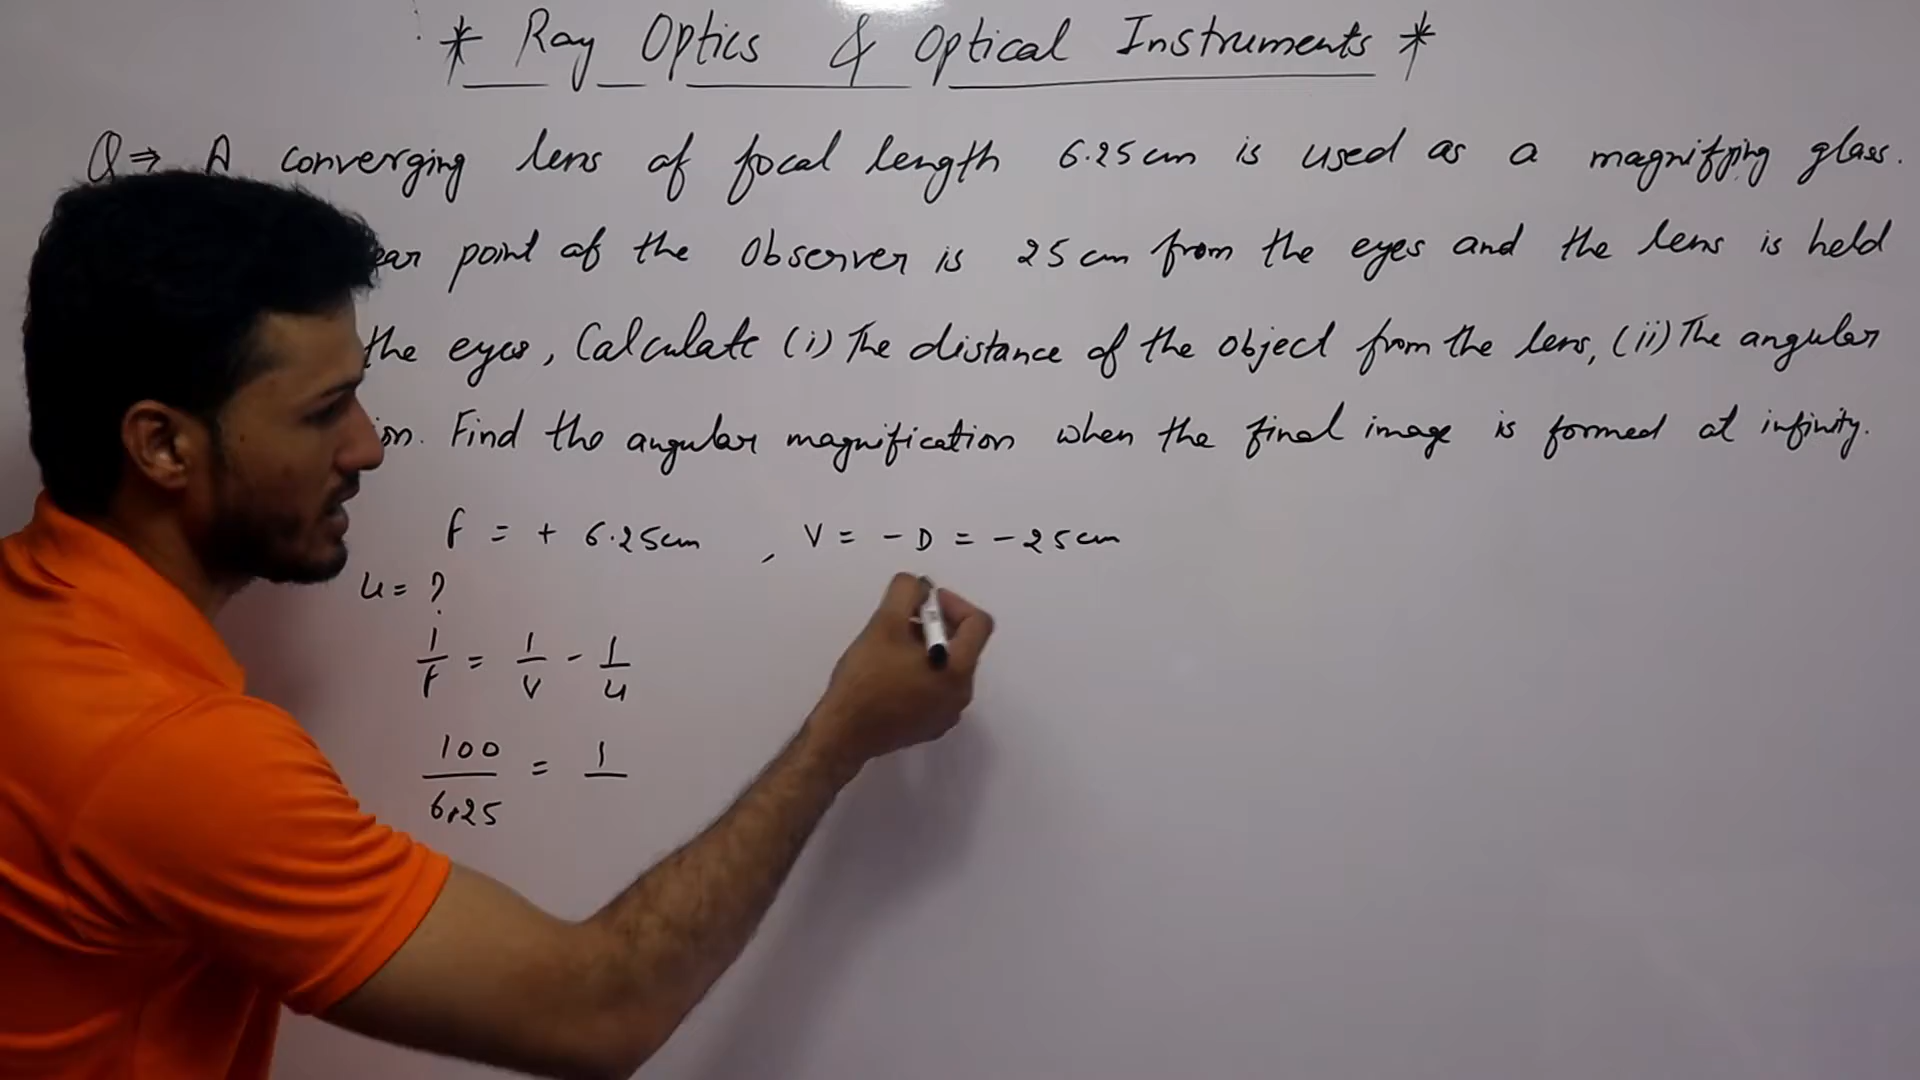 * Ray Optics & Optical Instruments *
Q⇒ A converging lens of focal length 6.25cm is used as a magnifying glass.
point of the Observer is 25cm from the eyes and the lens is held
the eyes, Calculate (i) The distance of the object from the lens, (ii) The angular
Find the angular magnification when the final image is formed at infinity.
f = + 6.25cm , V = - D = - 25cm
u = ?
1/f = 1/v - 1/u
100/6.25 = 1/